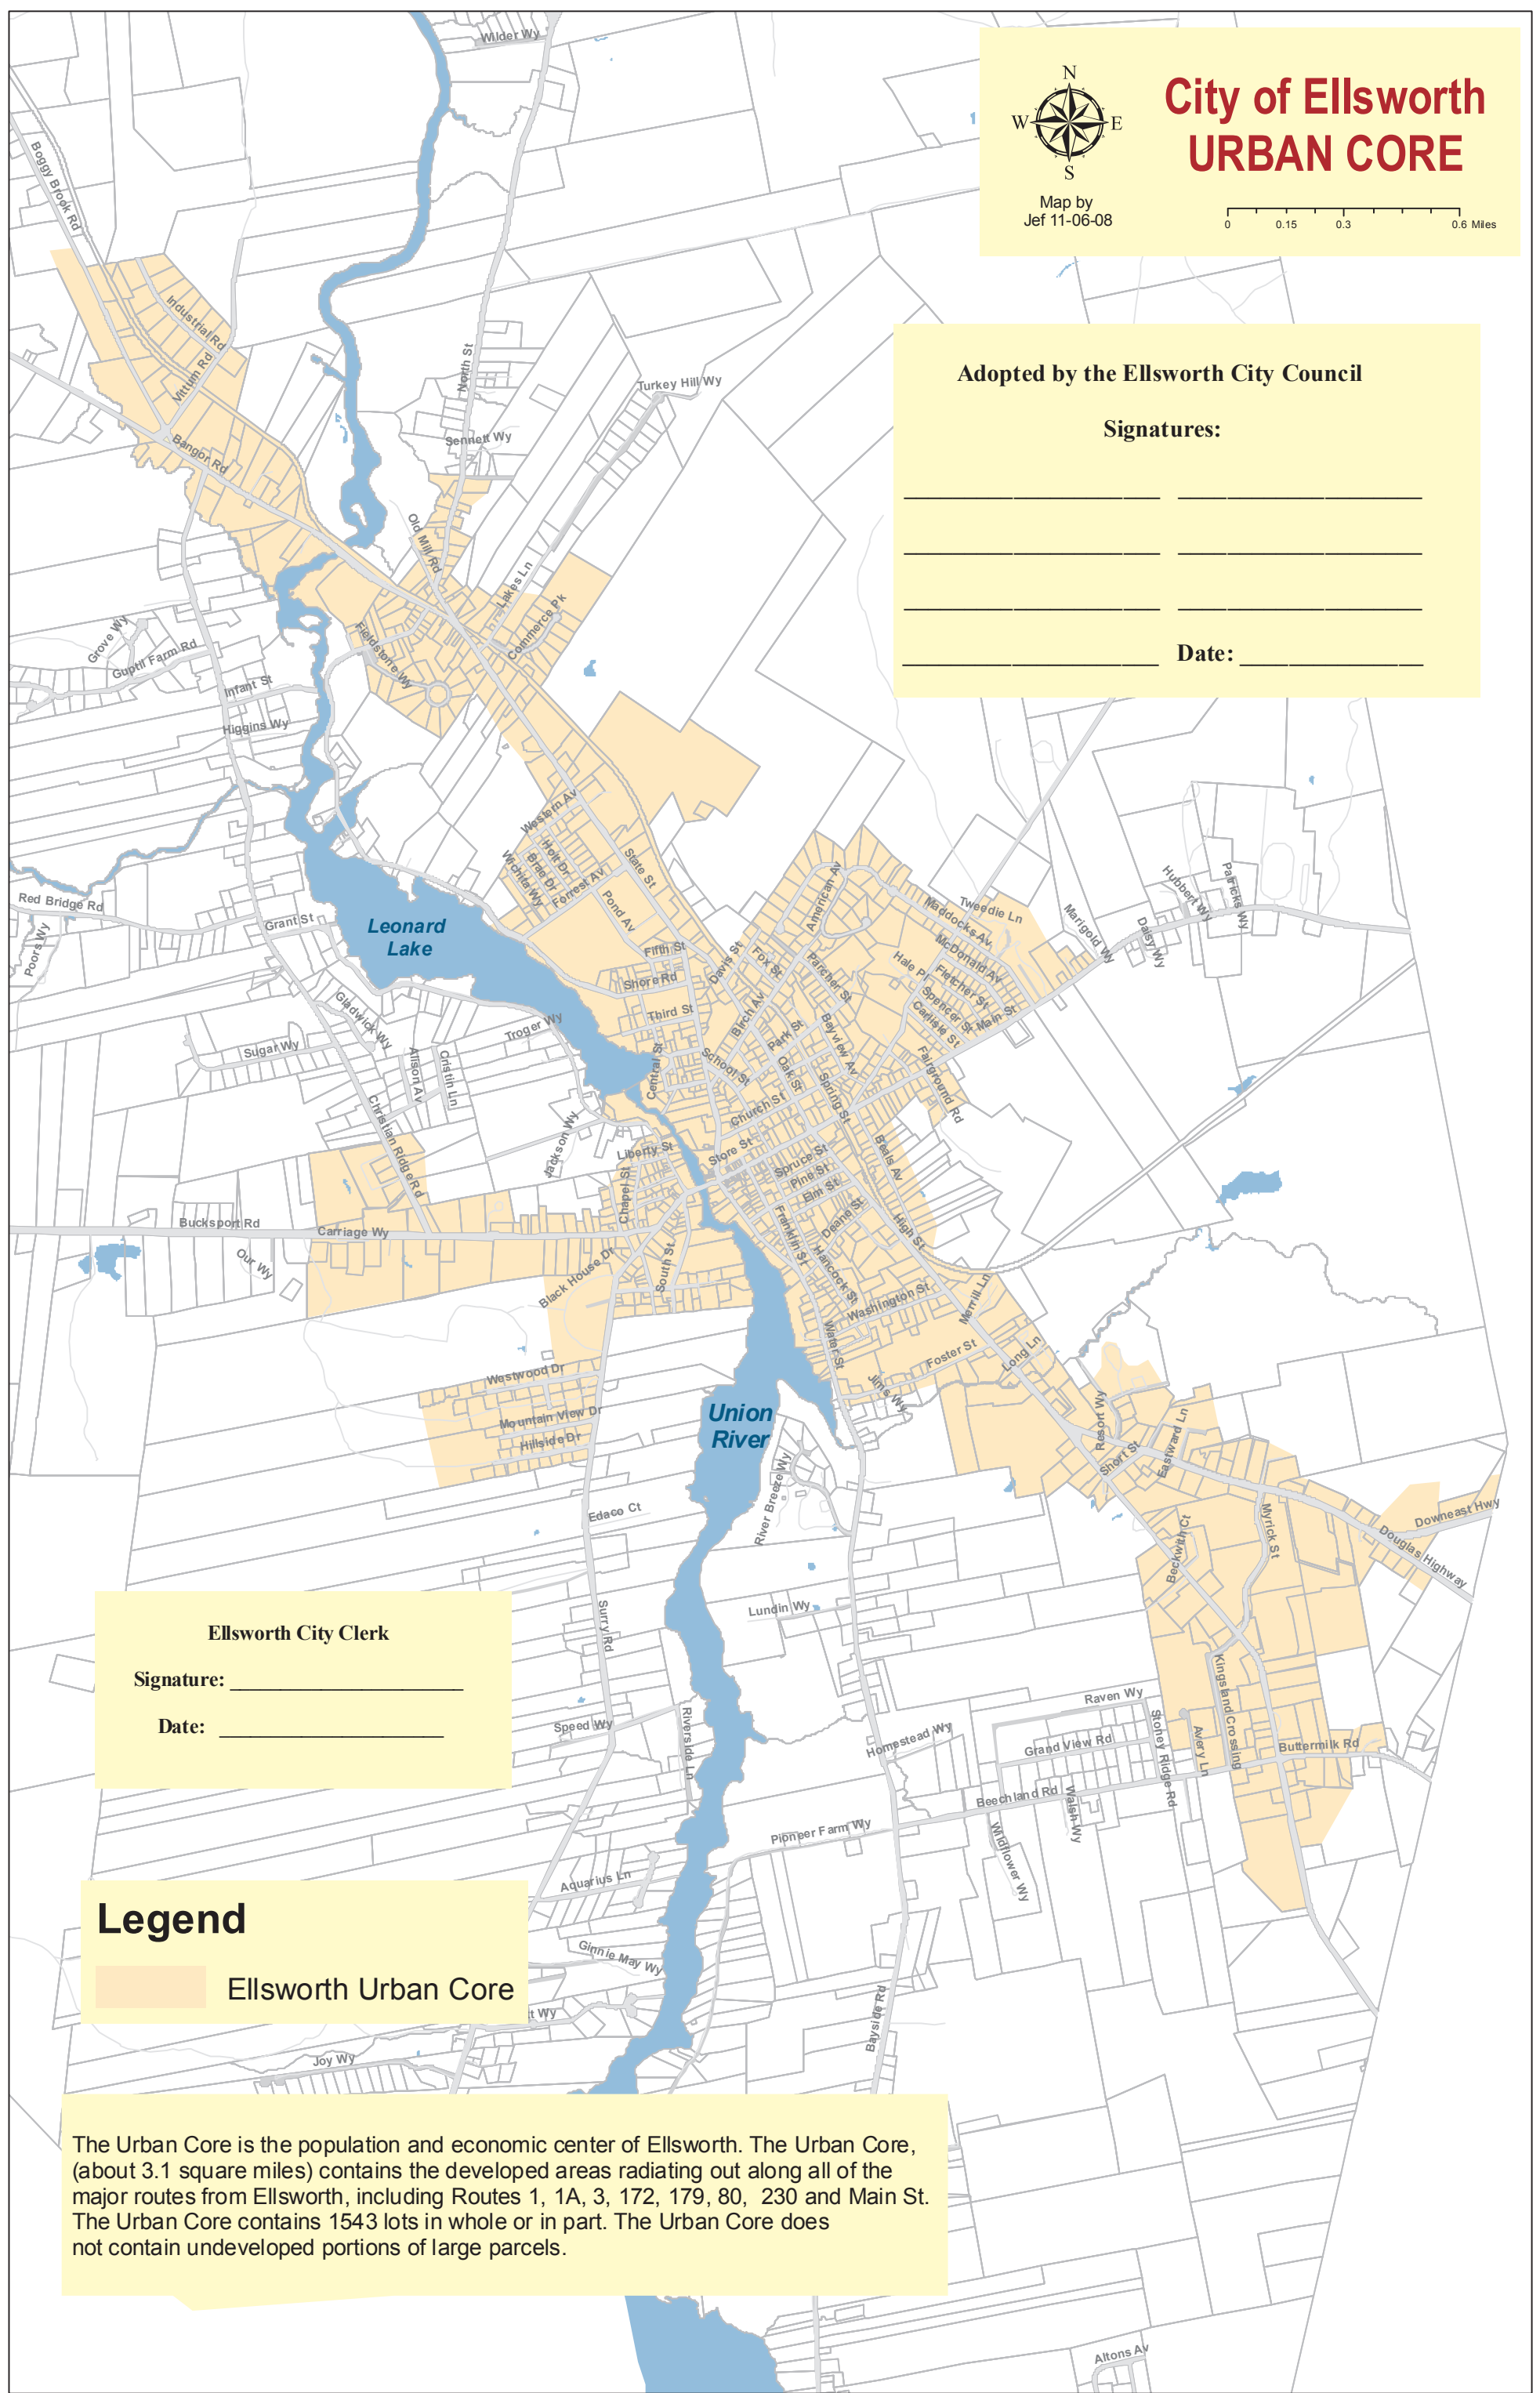 City of Ellsworth
URBAN CORE
N
W E
S
Map by
Jef 11-06-08
0 0.15 0.3 0.6 Miles
Adopted by the Ellsworth City Council
Signatures:
Date:
Wilder Wy
Boggy Brook Rd
Industrial Rd
Vittum Rd
Bangor Rd
North St
Turkey Hill Wy
Sennett Wy
Old Mill Rd
Lakes Ln
Commerce Pk
Fieldstone Wy
Grove Wy
Guptil Farm Rd
Infant St
Higgins Wy
Western Av
Holt Dr
Brae Dr
Wichita Wy
Forrest Av
State St
Pond Av
American Av
Maddocks Av
Tweedie Ln
Marigold Wy
Daisy Wy
Hubbert Wy
Patricks Wy
Red Bridge Rd
Poors Wy
Grant St
Leonard
Lake
Fifth St
Davis St
Fox St
Parcher St
Hale Pl
McDonald Av
Fletcher St
Spencer St
Carlisle St
Main St
Shore Rd
Third St
Birch Av
Park St
Bayview Av
Gladwick Wy
Troger Wy
Sugar Wy
Alison Av
Cristin Ln
Central St
School St
Oak St
Spring St
Fairground Rd
Christian Ridge Rd
Jackson Wy
Church St
Liberty St
Store St
Spruce St
Pine St
Elm St
Beals Av
Chapel St
Bucksport Rd
Carriage Wy
Our Wy
Black House Dr
South St
Franklin St
Deane St
High St
Hancock St
Washington St
Merrill Ln
Water St
Foster St
Long Ln
Jims Wy
Westwood Dr
Mountain View Dr
Hillside Dr
Union
River
Resort Wy
Short St
Eastward Ln
River Breeze Wy
Edaco Ct
Beckwith Ct
Myrick St
Downeast Hwy
Douglas Highway
Lundin Wy
Surry Rd
Ellsworth City Clerk
Signature:
Date:
Speed Wy
Riverside Ln
Homestead Wy
Raven Wy
Grand View Rd
Stoney Ridge Rd
Avery Ln
Kingsland Crossing
Buttermilk Rd
Beechland Rd
Walsh Wy
Wildflower Wy
Pioneer Farm Wy
Aquarius Ln
Ginnie May Wy
Legend
Ellsworth Urban Core
tt Wy
Joy Wy
Bayside Rd
The Urban Core is the population and economic center of Ellsworth. The Urban Core,
(about 3.1 square miles) contains the developed areas radiating out along all of the
major routes from Ellsworth, including Routes 1, 1A, 3, 172, 179, 80, 230 and Main St.
The Urban Core contains 1543 lots in whole or in part. The Urban Core does
not contain undeveloped portions of large parcels.
Altons Av